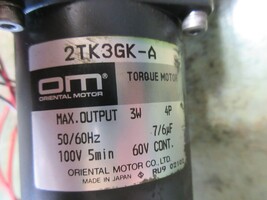 2TK3GK-A
OM
ORIENTAL MOTOR
TORQUE MOTOR
MAX.OUTPUT 3W 4P
50/60Hz 7/6μF
100V 5min 60V CONT.
ORIENTAL MOTOR CO.LTD.
MADE IN JAPAN RU9